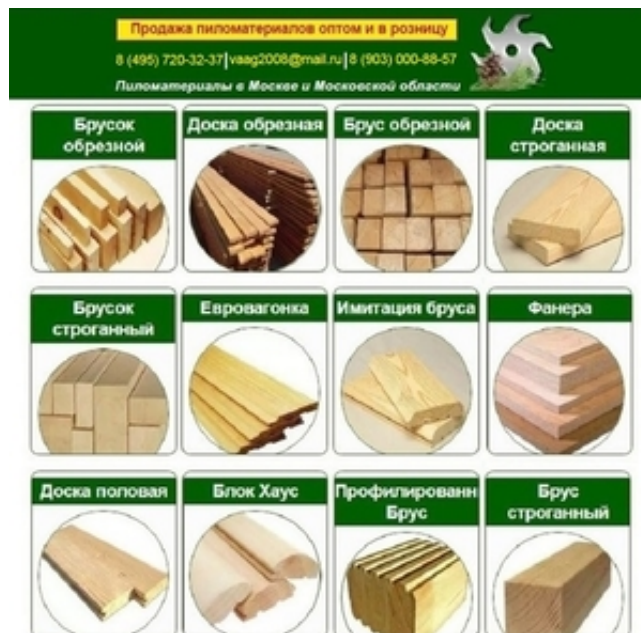 Продажа пиломатериалов оптом и в розницу
8 (495) 720-32-37|vaag2008@mail.ru|8 (903) 000-88-57
Пиломатериалы в Москве и Московской области
Брусок
обрезной
Доска обрезная
Брус обрезной
Доска
строганная
Брусок
строганный
Евровагонка
Имитация бруса
Фанера
Доска половая
Блок Хаус
Профилированн
Брус
Брус
строганный